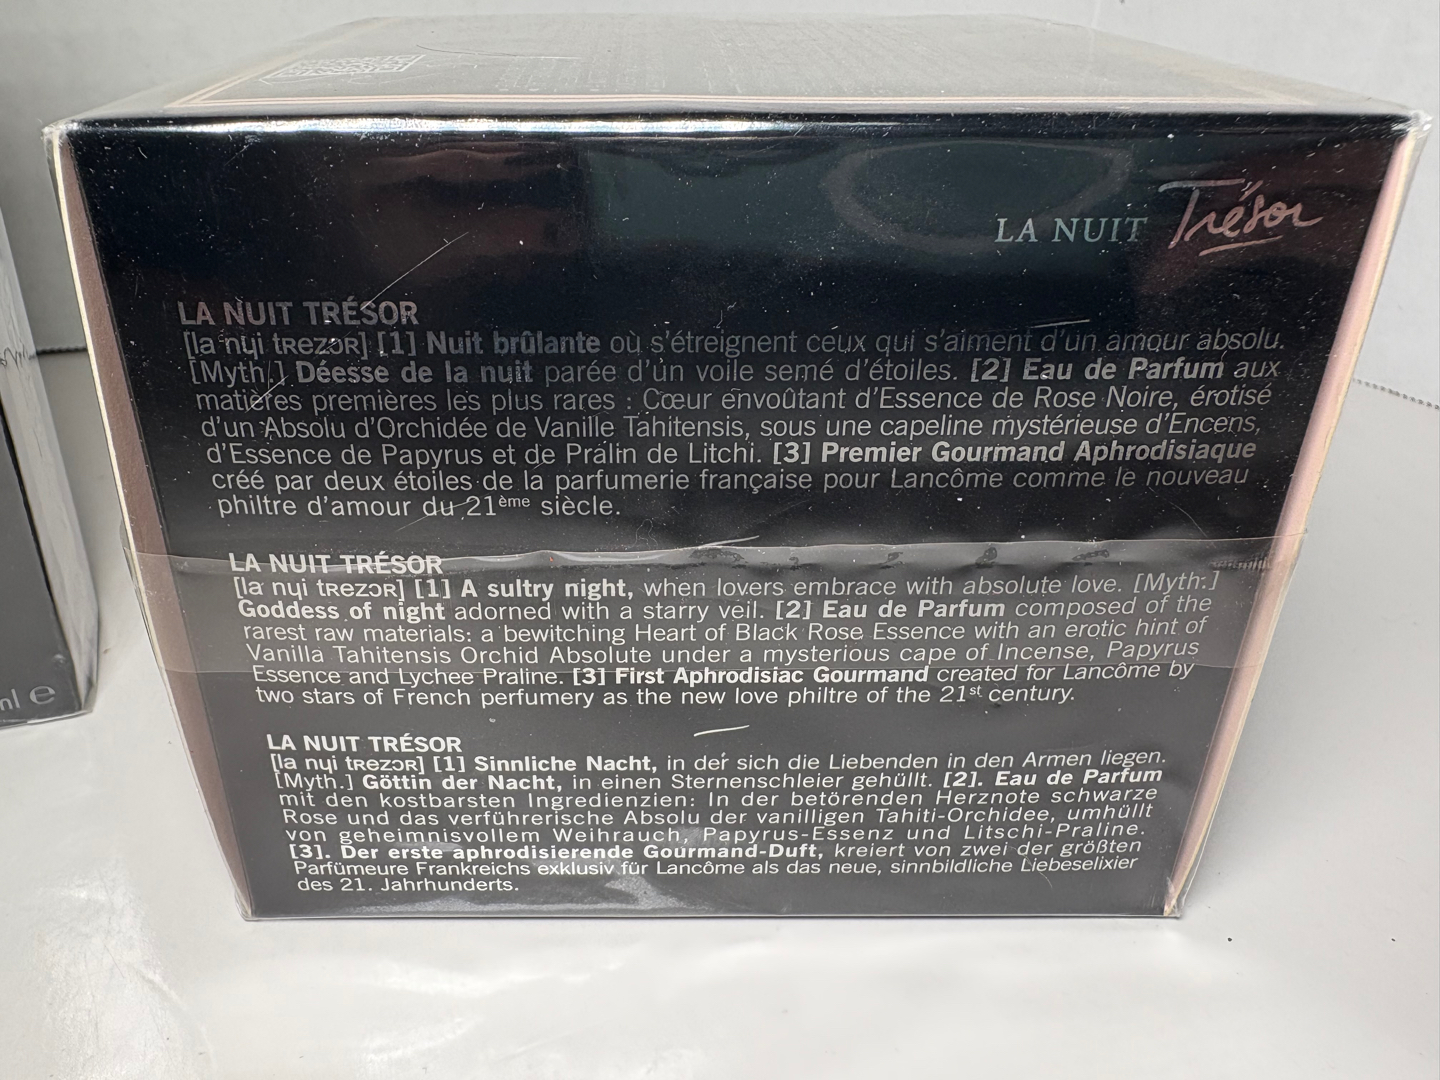 LA NUIT Trésor
LA NUIT TRÉSOR
[la nɥi tʀezɔʀ] [1] Nuit brûlante où s'étreignent ceux qui s'aiment d'un amour absolu.
[Myth.] Déesse de la nuit parée d'un voile semé d'étoiles. [2] Eau de Parfum aux
matières premières les plus rares : Cœur envoûtant d'Essence de Rose Noire, érotisé
d'un Absolu d'Orchidée de Vanille Tahitensis, sous une capeline mystérieuse d'Encens,
d'Essence de Papyrus et de Pralin de Litchi. [3] Premier Gourmand Aphrodisiaque
créé par deux étoiles de la parfumerie française pour Lancôme comme le nouveau
philtre d'amour du 21ème siècle.
LA NUIT TRÉSOR
[la nɥi tʀezɔʀ] [1] A sultry night, when lovers embrace with absolute love. [Myth.]
Goddess of night adorned with a starry veil. [2] Eau de Parfum composed of the
rarest raw materials: a bewitching Heart of Black Rose Essence with an erotic hint of
Vanilla Tahitensis Orchid Absolute under a mysterious cape of Incense, Papyrus
Essence and Lychee Praline. [3] First Aphrodisiac Gourmand created for Lancôme by
two stars of French perfumery as the new love philtre of the 21st century.
LA NUIT TRÉSOR
[la nɥi tʀezɔʀ] [1] Sinnliche Nacht, in der sich die Liebenden in den Armen liegen.
[Myth.] Göttin der Nacht, in einen Sternenschleier gehüllt. [2]. Eau de Parfum
mit den kostbarsten Ingredienzien: In der betörenden Herznote schwarze
Rose und das verführerische Absolu der vanilligen Tahiti-Orchidee, umhüllt
von geheimnisvollem Weihrauch, Papyrus-Essenz und Litschi-Praline.
[3]. Der erste aphrodisierende Gourmand-Duft, kreiert von zwei der größten
Parfümeure Frankreichs exklusiv für Lancôme als das neue, sinnbildliche Liebeselixier
des 21. Jahrhunderts.
ml ℮